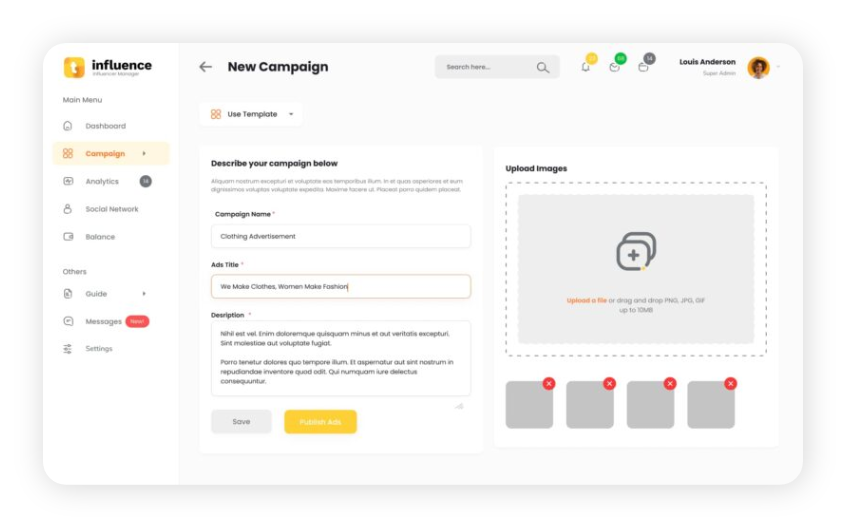 influence
Influencer Manager
New Campaign
Search here...
Louis Anderson
Super Admin
Main Menu
Dashboard
Campaign
Analytics
14
Social Network
Balance
Others
Guide
Messages
New!
Settings
Use Template
Describe your campaign below
Aliquam nostrum excepturi et voluptate eos temporibus illum. In et quas asperiores et eum
dignissimos voluptas voluptate expedita. Maxime facere ut. Placeat porro quidem placeat.
Campaign Name *
Clothing Advertisement
Ads Title *
We Make Clothes, Women Make Fashion
Desription *
Nihil est vel. Enim doloremque quisquam minus et aut veritatis excepturi.
Sint molestiae aut voluptate fugiat.
Porro tenetur dolores quo tempore illum. Et aspernatur aut sint nostrum in
repudiandae inventore quod odit. Qui numquam iure delectus
consequuntur.
Save
Publish Ads
Upload Images
Upload a file or drag and drop PNG, JPG, GIF
up to 10MB